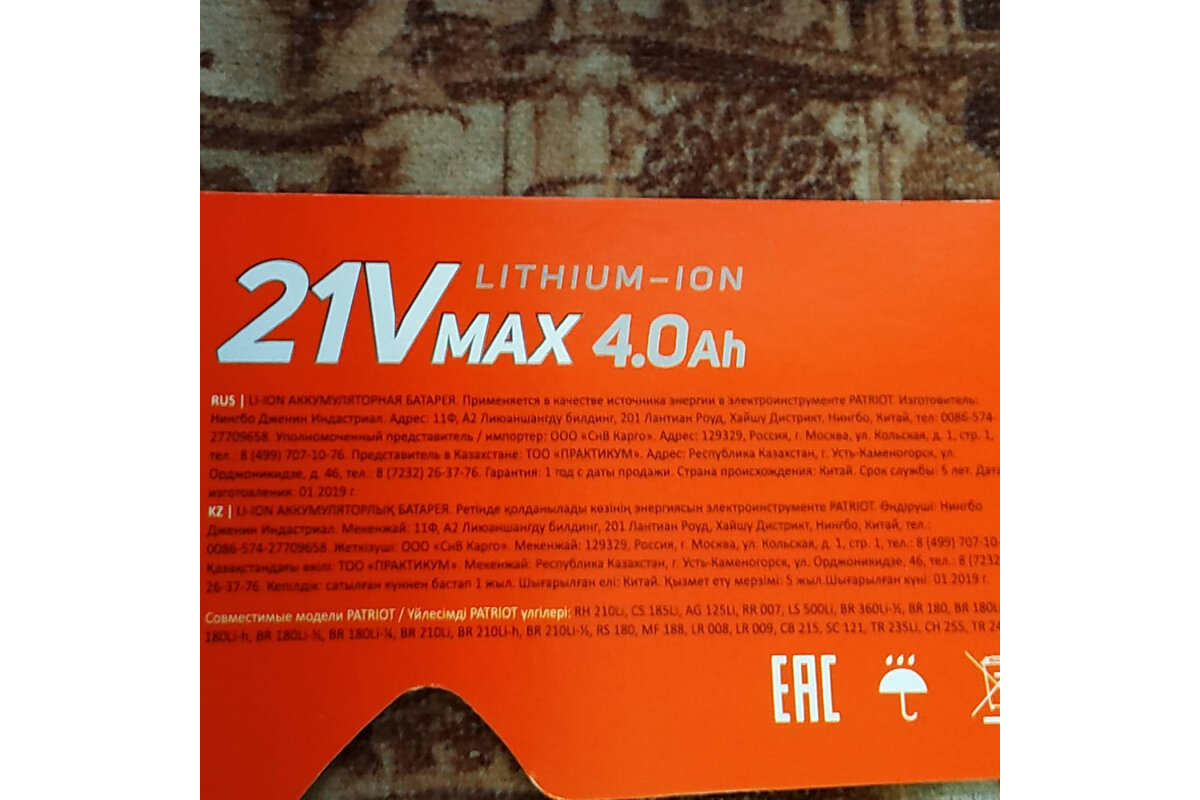 21V MAX LITHIUM-ION
4.0Ah
RUS | LI-ION АККУМУЛЯТОРНАЯ БАТАРЕЯ. Применяется в качестве источника энергии в электроинструменте PATRIOT. Изготовитель:
Нингбо Дженин Индастриал. Адрес: 11Ф, А2 Лиюаншангду билдинг, 201 Лантиан Роуд, Хайшу Дистрикт, Нингбо, Китай, тел: 0086-574-
27709658. Уполномоченный представитель / импортер: ООО «СнВ Карго». Адрес: 129329, Россия, г. Москва, ул. Кольская, д. 1, стр. 1,
тел.: 8 (499) 707-10-76. Представитель в Казахстане: ТОО «ПРАКТИКУМ». Адрес: Республика Казахстан, г. Усть-Каменогорск, ул.
Орджоникидзе, д. 46, тел.: 8 (7232) 26-37-76. Гарантия: 1 год с даты продажи. Страна происхождения: Китай. Срок службы: 5 лет. Дата
изготовления: 01.2019 г.
KZ | LI-ION АККУМУЛЯТОРЛЫҚ БАТАРЕЯ. Ретінде қолданылады көзінің энергиясын электроинструменте PATRIOT. Өндіруші: Нингбо
Дженин Индастриал. Мекенжай: 11Ф, А2 Лиюаншангду билдинг, 201 Лантиан Роуд, Хайшу Дистрикт, Нингбо, Китай, тел.:
0086-574-27709658. Жеткізуші: ООО «СнВ Карго». Мекенжай: 129329, Россия, г. Москва, ул. Кольская, д. 1, стр. 1, тел.: 8 (499) 707-10-
Қазақстандағы өкілі: ТОО «ПРАКТИКУМ». Мекенжай: Республика Казахстан, г. Усть-Каменогорск, ул. Орджоникидзе, 46, тел.: 8 (7232)
26-37-76. Кепілдік: сатылған күннен бастап 1 жыл. Шығарылған елі: Китай. Қызмет ету мерзімі: 5 жыл.Шығарылған күні: 01.2019 г.
Совместимые модели PATRIOT / Үйлесімді PATRIOT үлгілері: RH 210Li, CS 185Li, AG 125Li, RR 007, LS 500Li, BR 360Li-½, BR 180, BR 180Li
180Li-h, BR 180Li-½, BR 180Li-¼, BR 210Li, BR 210Li-h, BR 210Li-½, RS 180, MF 188, LR 008, LR 009, CB 215, SC 121, TR 235Li, CH 255, TR 24
EAC